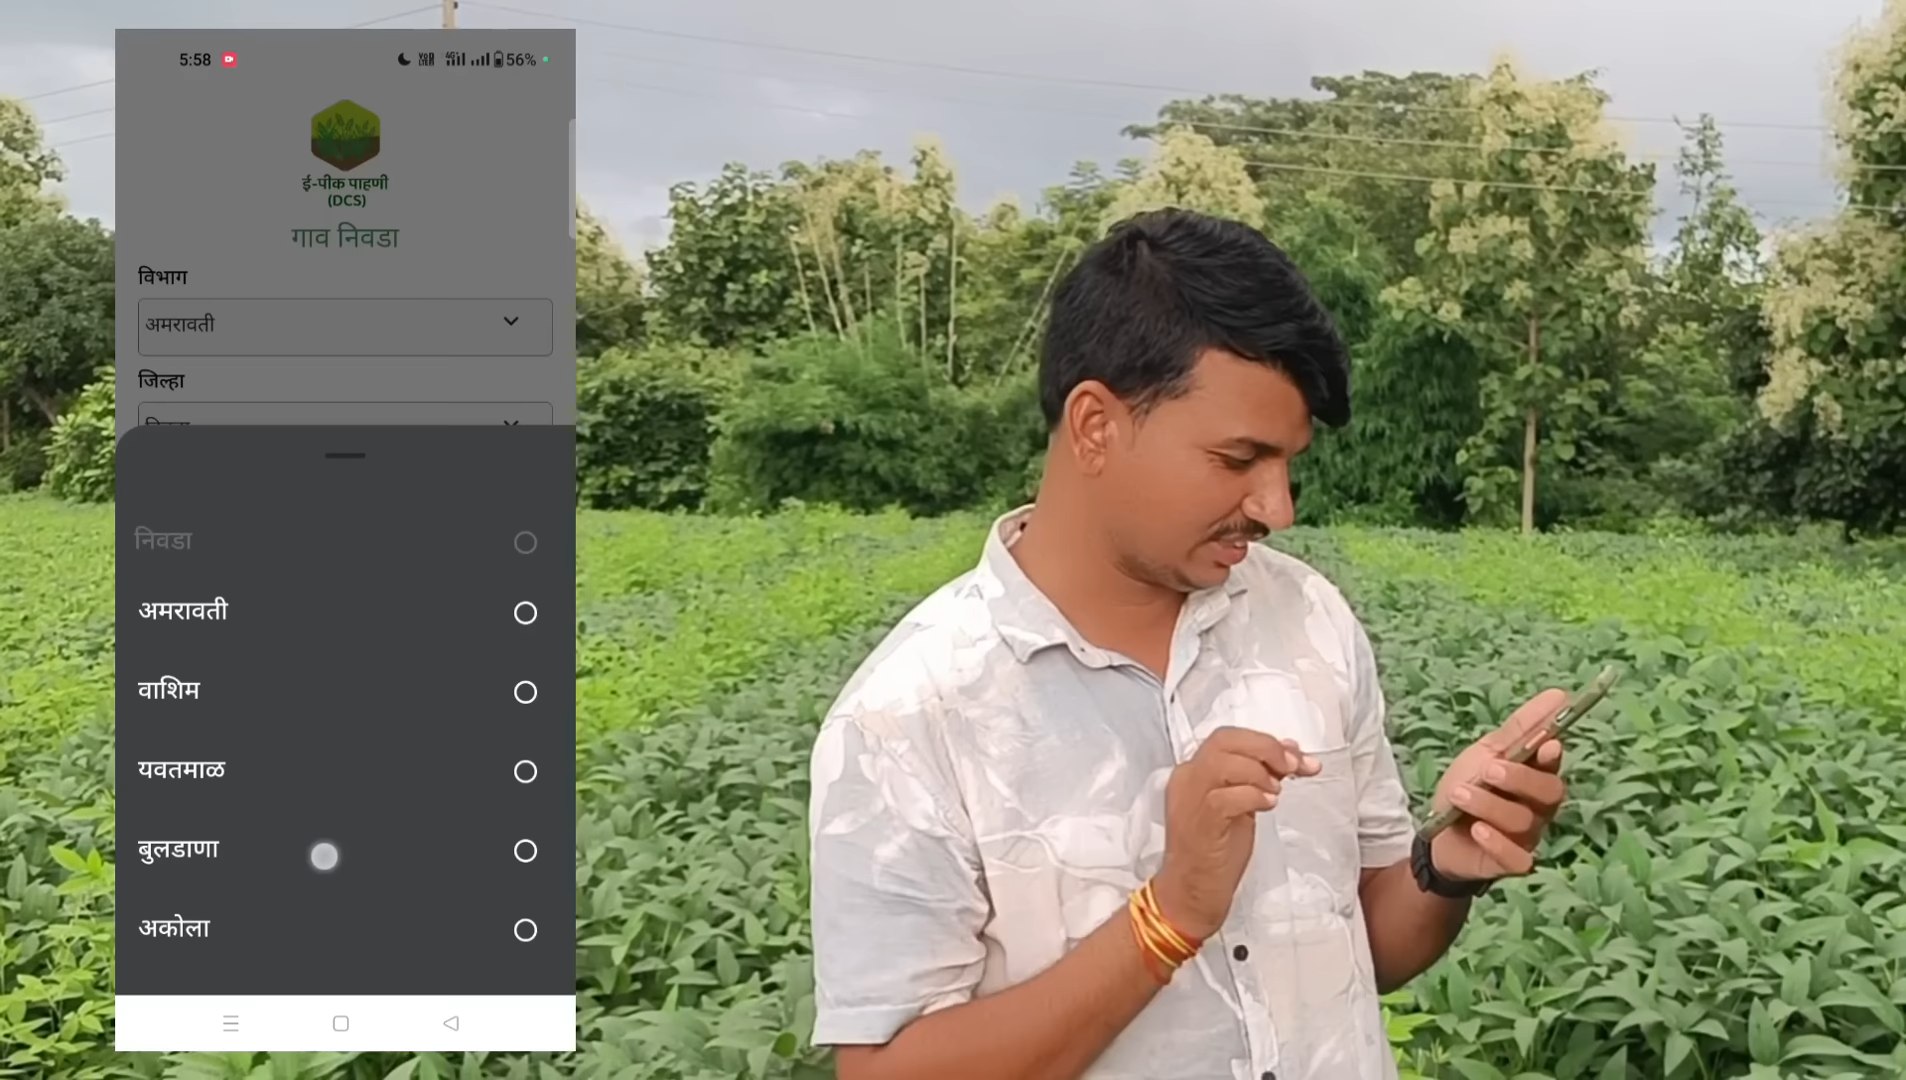 5:58
56%
ई-पीक पाहणी
(DCS)
गाव निवडा
विभाग
अमरावती
जिल्हा
निवडा
अमरावती
वाशिम
यवतमाळ
बुलडाणा
अकोला